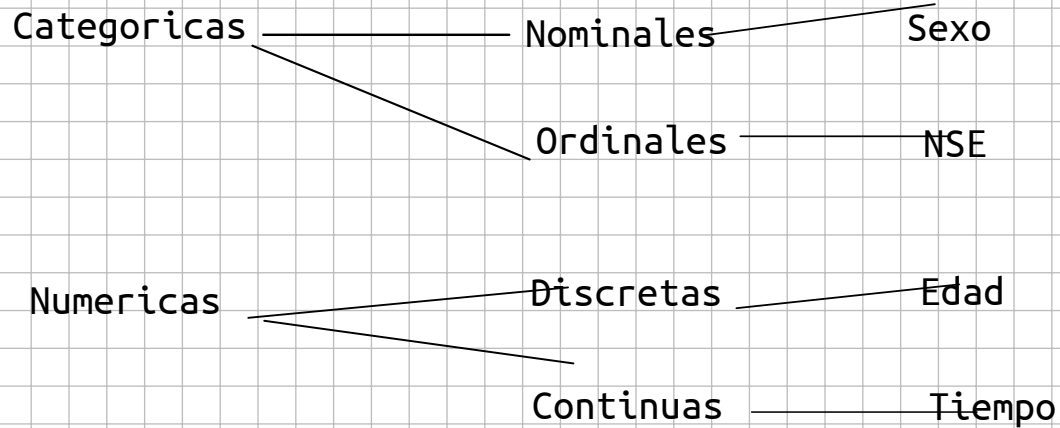 Categoricas Nominales Sexo
Ordinales NSE
Numericas Discretas Edad
Continuas Tiempo